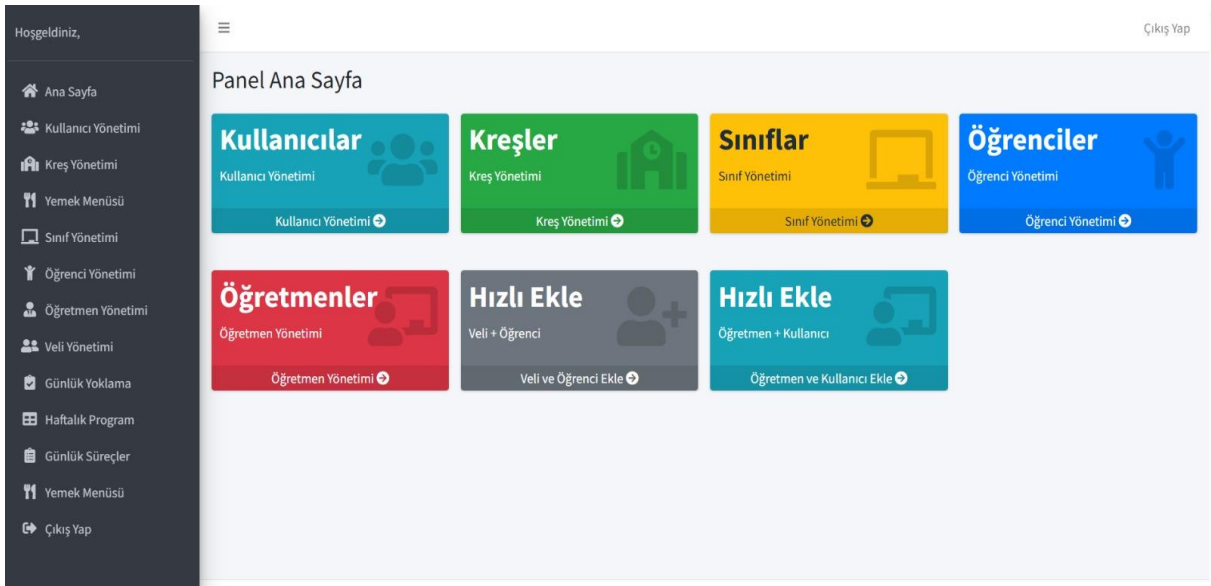 Hoşgeldiniz,
Ana Sayfa
Kullanıcı Yönetimi
Kreş Yönetimi
Yemek Menüsü
Sınıf Yönetimi
Öğrenci Yönetimi
Öğretmen Yönetimi
Veli Yönetimi
Günlük Yoklama
Haftalık Program
Günlük Süreçler
Yemek Menüsü
Çıkış Yap
Çıkış Yap
Panel Ana Sayfa
Kullanıcılar
Kullanıcı Yönetimi
Kullanıcı Yönetimi
Kreşler
Kreş Yönetimi
Kreş Yönetimi
Sınıflar
Sınıf Yönetimi
Sınıf Yönetimi
Öğrenciler
Öğrenci Yönetimi
Öğrenci Yönetimi
Öğretmenler
Öğretmen Yönetimi
Öğretmen Yönetimi
Hızlı Ekle
Veli + Öğrenci
Veli ve Öğrenci Ekle
Hızlı Ekle
Öğretmen + Kullanıcı
Öğretmen ve Kullanıcı Ekle